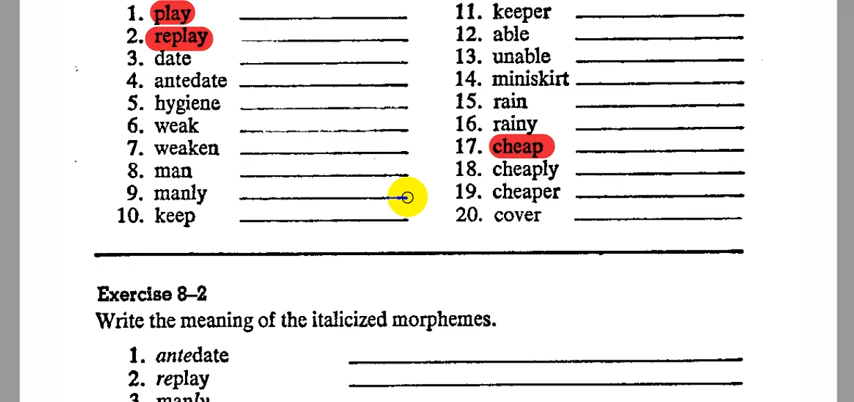 1. play
2. replay
3. date
4. antedate
5. hygiene
6. weak
7. weaken
8. man
9. manly
10. keep
11. keeper
12. able
13. unable
14. miniskirt
15. rain
16. rainy
17. cheap
18. cheaply
19. cheaper
20. cover
Exercise 8–2
Write the meaning of the italicized morphemes.
1. antedate
2. replay
3. manly